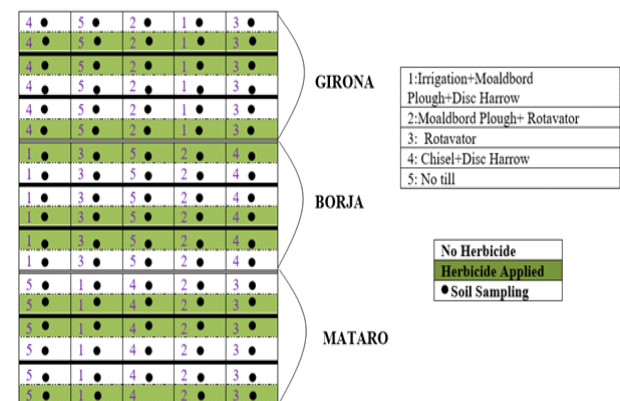 4 5 2 1 3
4 5 2 1 3
4 5 2 1 3
4 5 2 1 3
4 5 2 1 3
4 5 2 1 3
GIRONA
1 3 5 2 4
1 3 5 2 4
1 3 5 2 4
1 3 5 2 4
1 3 5 2 4
1 3 5 2 4
BORJA
5 1 4 2 3
5 1 4 2 3
5 1 4 2 3
5 1 4 2 3
5 1 4 2 3
5 1 4 2 3
MATARO
1:Irrigation+Moaldbord
Plough+Disc Harrow
2:Moaldbord Plough+ Rotavator
3: Rotavator
4: Chisel+Disc Harrow
5: No till
No Herbicide
Herbicide Applied
Soil Sampling